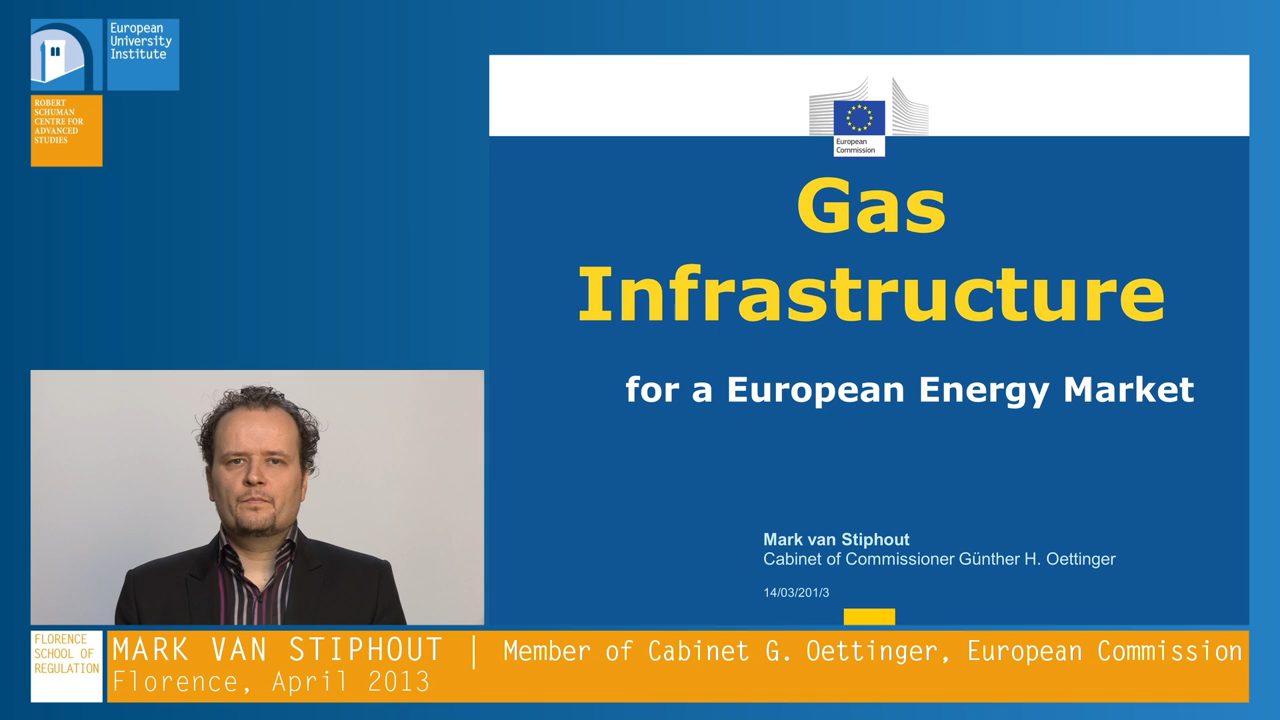 European
University
Institute
ROBERT
SCHUMAN
CENTRE FOR
ADVANCED
STUDIES
European
Commission
Gas
Infrastructure
for a European Energy Market
Mark van Stiphout
Cabinet of Commissioner Günther H. Oettinger
14/03/201/3
FLORENCE
SCHOOL OF
REGULATION
MARK VAN STIPHOUT | Member of Cabinet G. Oettinger, European Commission
Florence, April 2013